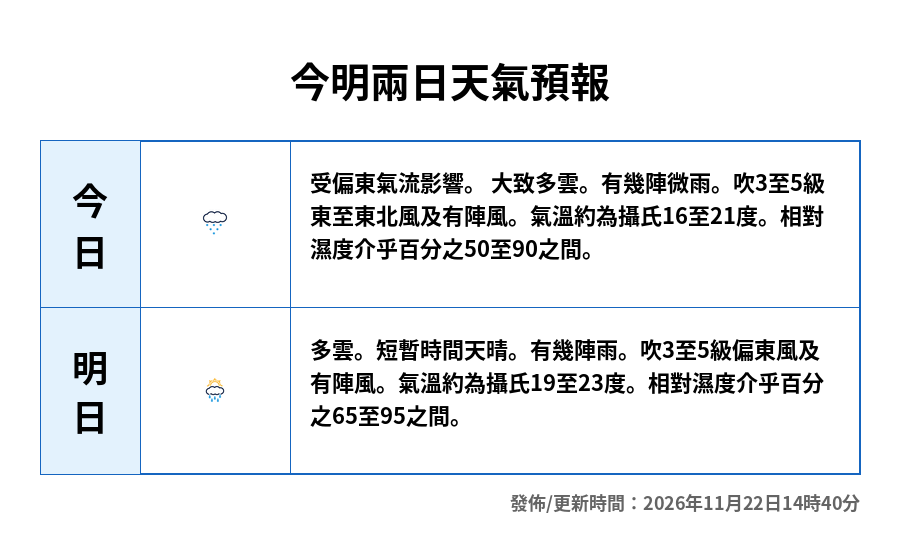 今明兩日天氣預報
今
日
受偏東氣流影響。 大致多雲。有幾陣微雨。吹3至5級
東至東北風及有陣風。氣溫約為攝氏16至21度。相對
濕度介乎百分之50至90之間。
明
日
多雲。短暫時間天晴。有幾陣雨。吹3至5級偏東風及
有陣風。氣溫約為攝氏19至23度。相對濕度介乎百分
之65至95之間。
發佈/更新時間：2026年11月22日14時40分